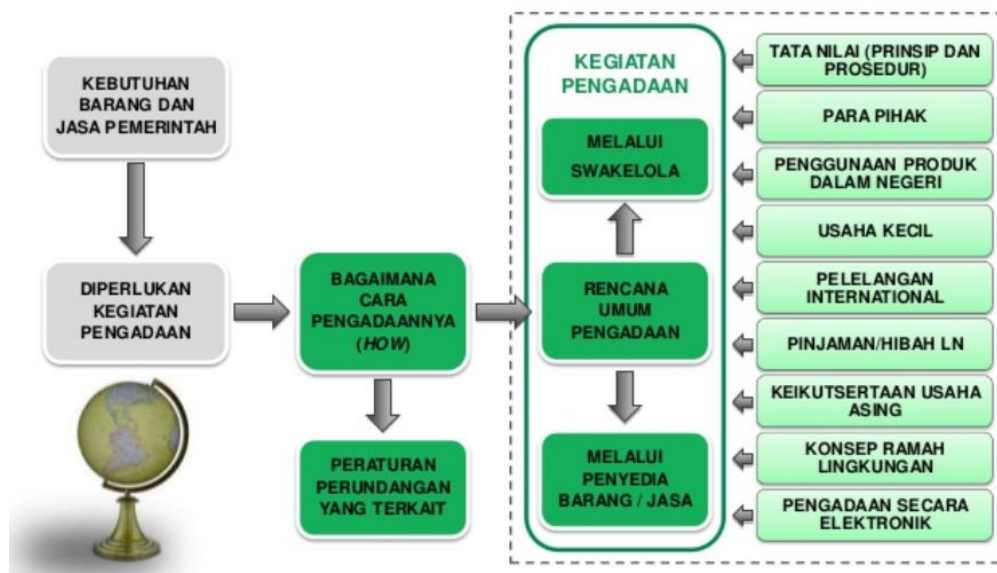 KEBUTUHAN
BARANG DAN
JASA PEMERINTAH
DIPERLUKAN
KEGIATAN
PENGADAAN
BAGAIMANA
CARA
PENGADAANNYA
(HOW)
PERATURAN
PERUNDANGAN
YANG TERKAIT
KEGIATAN
PENGADAAN
MELALUI
SWAKELOLA
RENCANA
UMUM
PENGADAAN
MELALUI
PENYEDIA
BARANG / JASA
TATA NILAI (PRINSIP DAN
PROSEDUR)
PARA PIHAK
PENGGUNAAN PRODUK
DALAM NEGERI
USAHA KECIL
PELELANGAN
INTERNATIONAL
PINJAMAN/HIBAH LN
KEIKUTSERTAAN USAHA
ASING
KONSEP RAMAH
LINGKUNGAN
PENGADAAN SECARA
ELEKTRONIK